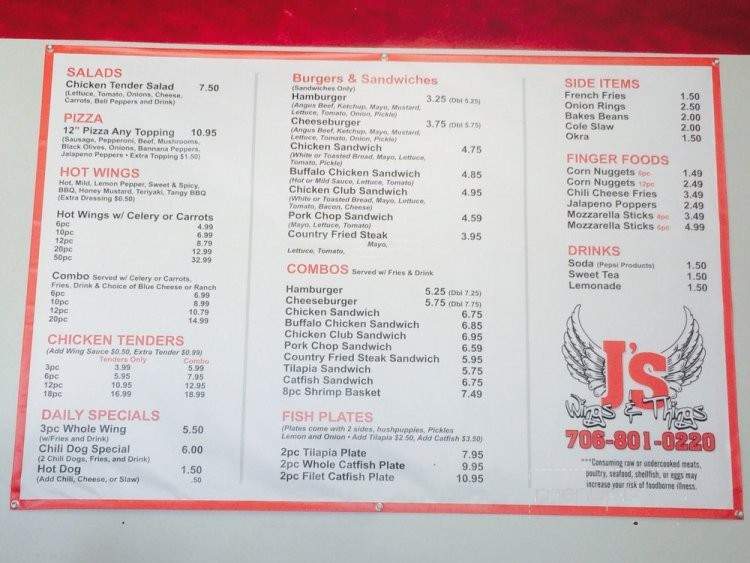 SALADS
Chicken Tender Salad 7.50
(Lettuce, Tomato, Onions, Cheese,
Carrots, Bell Peppers and Drink)
PIZZA
12" Pizza Any Topping 10.95
(Sausage, Pepperoni, Beef, Mushrooms,
Black Olives, Onions, Bannana Peppers,
Jalapeno Peppers • Extra Topping $1.50)
HOT WINGS
Hot, Mild, Lemon Pepper, Sweet & Spicy,
BBQ, Honey Mustard, Teriyaki, Tangy BBQ
(Extra Dressing $0.50)
Hot Wings w/ Celery or Carrots
6pc 4.99
10pc 6.99
12pc 8.79
20pc 12.99
50pc 32.99
Combo Served w/ Celery or Carrots,
Fries, Drink & Choice of Blue Cheese or Ranch
6pc 6.99
10pc 8.99
12pc 10.79
20pc 14.99
CHICKEN TENDERS
(Add Wing Sauce $0.50, Extra Tender $0.99)
Tenders Only Combo
3pc 3.99 5.99
6pc 5.95 7.95
12pc 10.95 12.95
18pc 16.99 18.99
DAILY SPECIALS
3pc Whole Wing 5.50
(w/Fries and Drink)
Chili Dog Special 6.00
(2 Chili Dogs, Fries, and Drink)
Hot Dog 1.50
(Add Chili, Cheese, or Slaw) .50
Burgers & Sandwiches
(Sandwiches Only)
Hamburger 3.25 (Dbl 5.25)
(Angus Beef, Ketchup, Mayo, Mustard,
Lettuce, Tomato, Onion, Pickle)
Cheeseburger 3.75 (Dbl 5.75)
(Angus Beef, Ketchup, Mayo, Mustard,
Lettuce, Tomato, Onion, Pickle)
Chicken Sandwich 4.75
(White or Toasted Bread, Mayo, Lettuce,
Tomato, Pickle)
Buffalo Chicken Sandwich 4.85
(Hot or Mild Sauce, Lettuce, Tomato)
Chicken Club Sandwich 4.95
(White or Toasted Bread, Mayo, Lettuce,
Tomato, Bacon, Cheese)
Pork Chop Sandwich 4.59
(Mayo, Lettuce, Tomato)
Country Fried Steak 3.95
Mayo,
Lettuce, Tomato,
COMBOS Served w/ Fries & Drink
Hamburger 5.25 (Dbl 7.25)
Cheeseburger 5.75 (Dbl 7.75)
Chicken Sandwich 6.75
Buffalo Chicken Sandwich 6.85
Chicken Club Sandwich 6.95
Pork Chop Sandwich 6.59
Country Fried Steak Sandwich 5.95
Tilapia Sandwich 5.75
Catfish Sandwich 6.75
8pc Shrimp Basket 7.49
FISH PLATES
(Plates come with 2 sides, hushpuppies, Pickles
Lemon and Onion • Add Tilapia $2.50, Add Catfish $3.50)
2pc Tilapia Plate 7.95
2pc Whole Catfish Plate 9.95
2pc Filet Catfish Plate 10.95
SIDE ITEMS
French Fries 1.50
Onion Rings 2.50
Bakes Beans 2.00
Cole Slaw 2.00
Okra 1.50
FINGER FOODS
Corn Nuggets 6pc 1.49
Corn Nuggets 12pc 2.49
Chili Cheese Fries 3.49
Jalapeno Poppers 2.49
Mozzarella Sticks 4pc 3.49
Mozzarella Sticks 6pc 4.99
DRINKS
Soda (Pepsi Products) 1.50
Sweet Tea 1.50
Lemonade 1.50
J's
Wings & Things
706-801-0220
***Consuming raw or undercooked meats,
poultry, seafood, shellfish, or eggs may
increase your risk of foodborne illness.